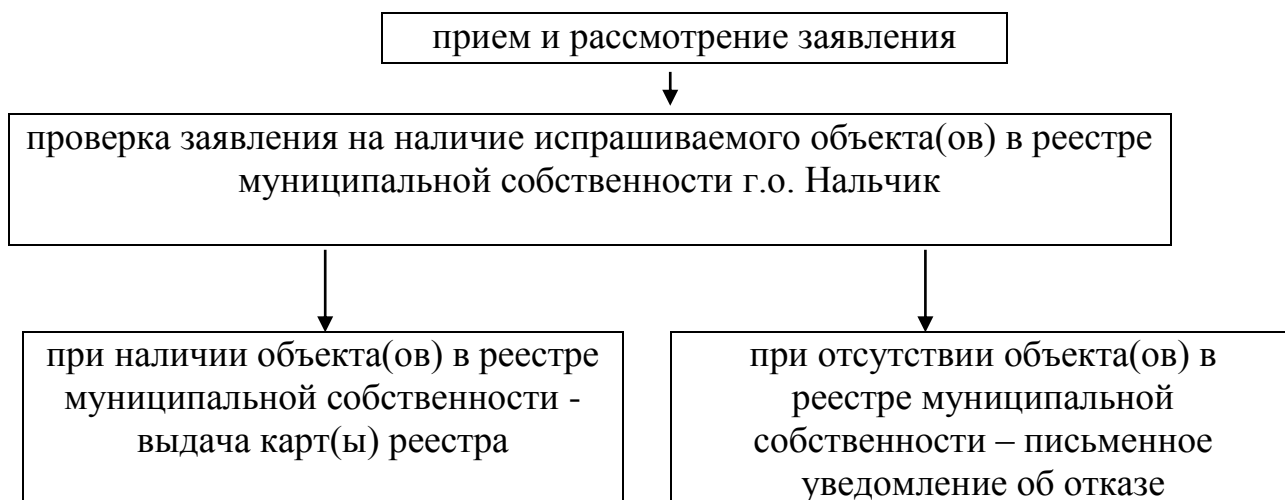 прием и рассмотрение заявления
проверка заявления на наличие испрашиваемого объекта(ов) в реестре
муниципальной собственности г.о. Нальчик
при наличии объекта(ов) в реестре
муниципальной собственности -
выдача карт(ы) реестра
при отсутствии объекта(ов) в
реестре муниципальной
собственности – письменное
уведомление об отказе